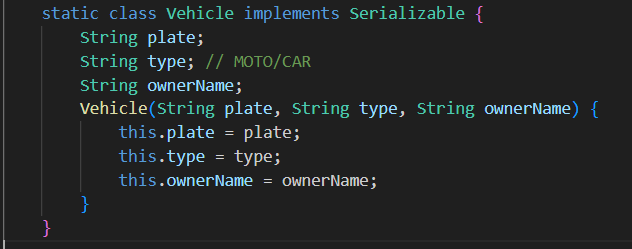 static class Vehicle implements Serializable {
String plate;
String type; // MOTO/CAR
String ownerName;
Vehicle(String plate, String type, String ownerName) {
this.plate = plate;
this.type = type;
this.ownerName = ownerName;
}
}